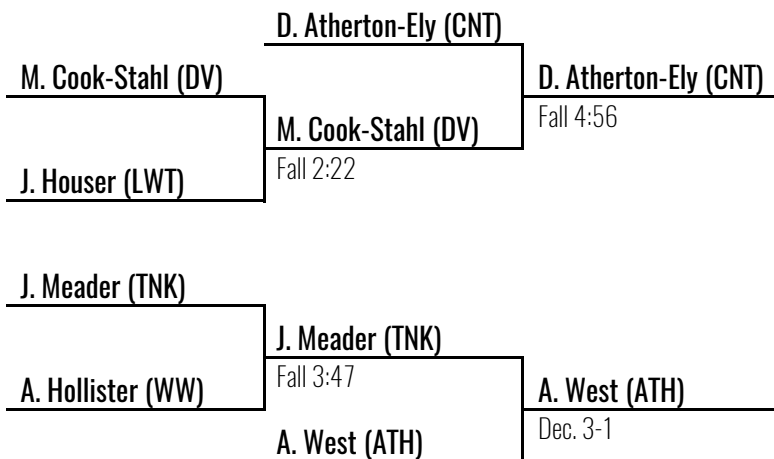 D. Atherton-Ely (CNT)
M. Cook-Stahl (DV)
D. Atherton-Ely (CNT)
Fall 4:56
M. Cook-Stahl (DV)
Fall 2:22
J. Houser (LWT)
J. Meader (TNK)
J. Meader (TNK)
Fall 3:47
A. Hollister (WW)
A. West (ATH)
Dec. 3-1
A. West (ATH)